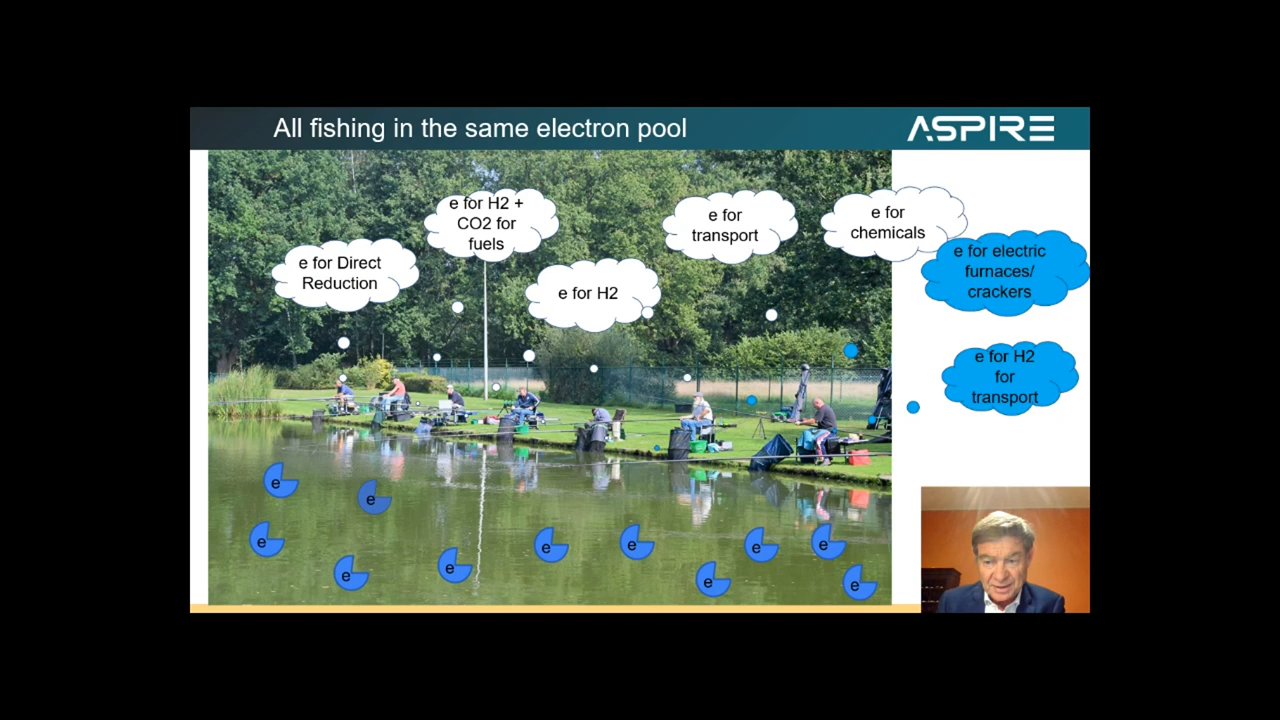 All fishing in the same electron pool
ASPIRE
e for H2 +
CO2 for
fuels
e for
transport
e for
chemicals
e for Direct
Reduction
e for H2
e for electric
furnaces/
crackers
e for H2
for
transport
e
e
e
e
e
e
e
e
e
e
e